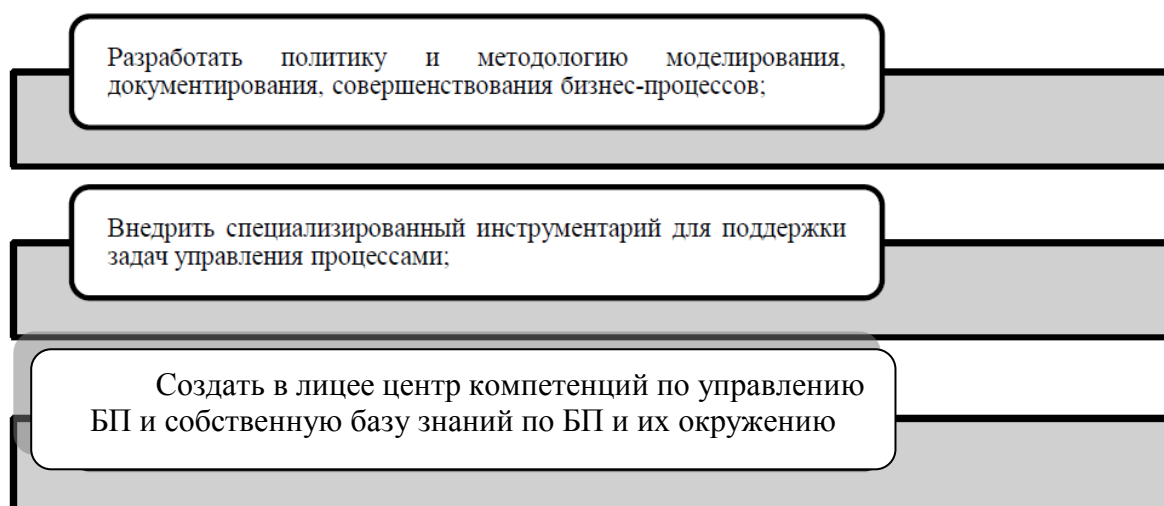 Разработать политику и методологию моделирования,
документирования, совершенствования бизнес-процессов;
Внедрить специализированный инструментарий для поддержки
задач управления процессами;
Создать в лицее центр компетенций по управлению
БП и собственную базу знаний по БП и их окружению